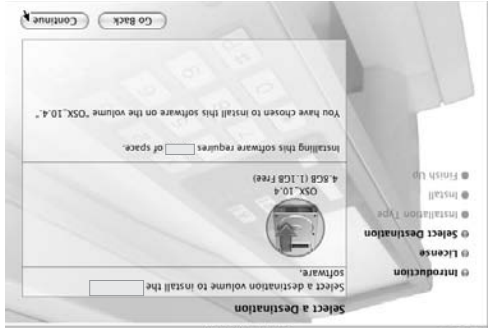 Select a Destination
Introduction
License
Select Destination
Installation Type
Install
Finish Up
Select a destination volume to install the
software.
OSX_10.4
4.8GB (1.1GB Free)
Installing this software requires of space.
You have chosen to install this software on the volume "OSX_10.4."
Go Back
Continue